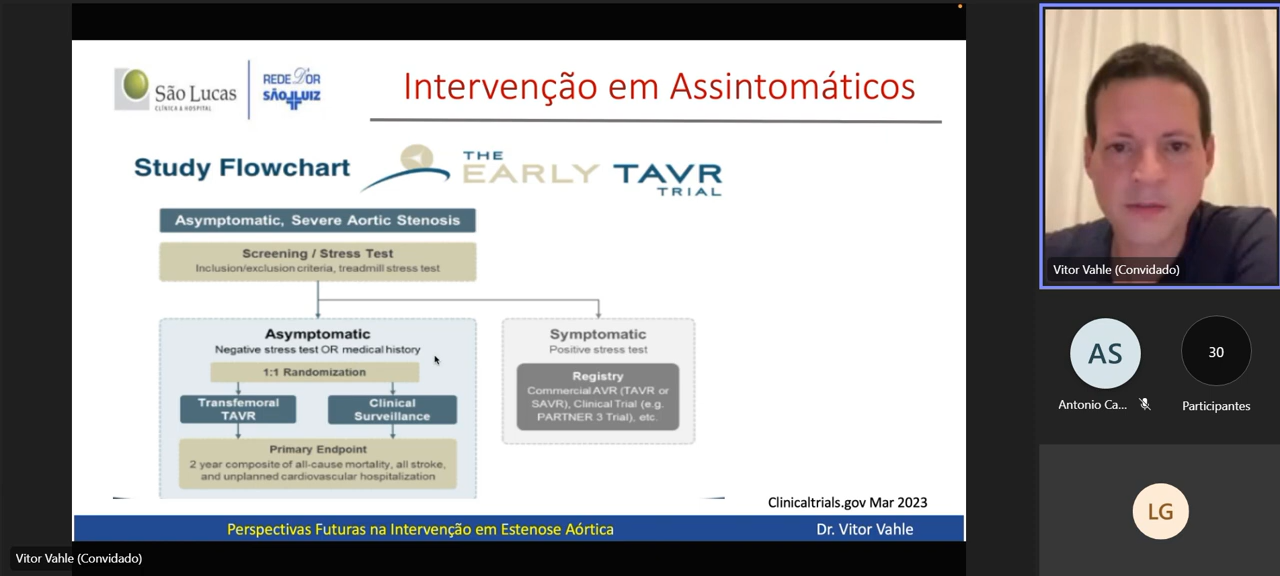 São Lucas
CLÍNICA & HOSPITAL
REDE D'OR
SÃO LUIZ
Intervenção em Assintomáticos
Study Flowchart
THE
EARLY TAVR
TRIAL
Asymptomatic, Severe Aortic Stenosis
Screening / Stress Test
Inclusion/exclusion criteria, treadmill stress test
Asymptomatic
Negative stress test OR medical history
1:1 Randomization
Transfemoral
TAVR
Clinical
Surveillance
Primary Endpoint
2 year composite of all-cause mortality, all stroke,
and unplanned cardiovascular hospitalization
Symptomatic
Positive stress test
Registry
Commercial AVR (TAVR or
SAVR), Clinical Trial (e.g.
PARTNER 3 Trial), etc.
Clinicaltrials.gov Mar 2023
Perspectivas Futuras na Intervenção em Estenose Aórtica
Dr. Vitor Vahle
Vitor Vahle (Convidado)
Vitor Vahle (Convidado)
AS
Antonio Ca...
30
Participantes
LG